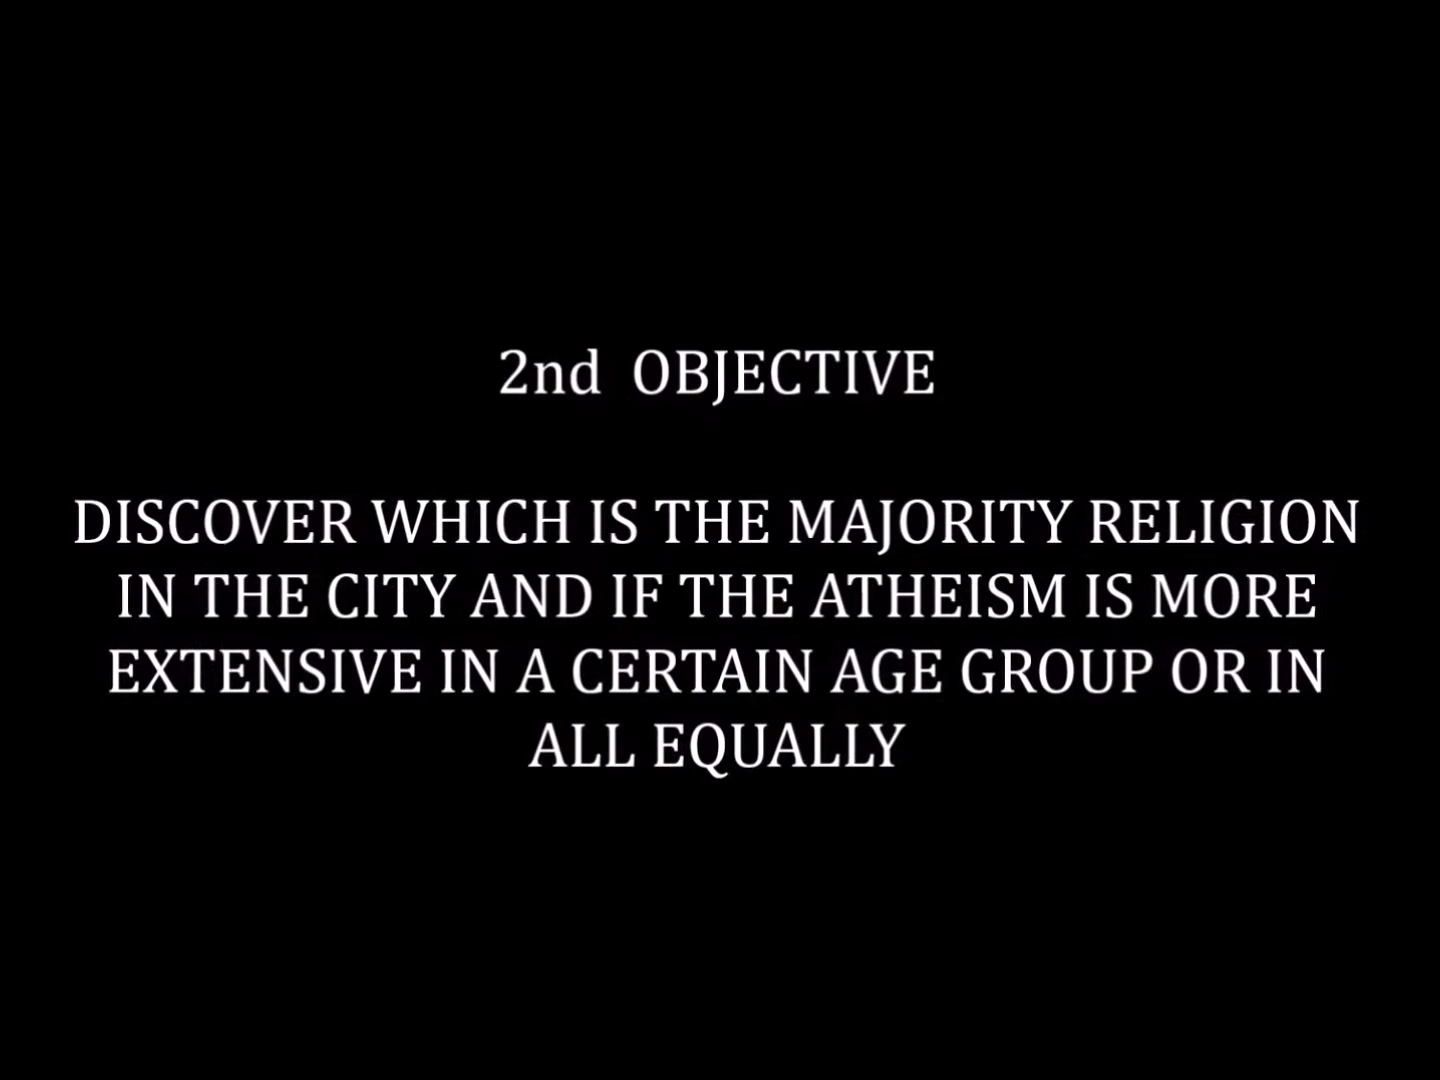 2nd OBJECTIVE
DISCOVER WHICH IS THE MAJORITY RELIGION
IN THE CITY AND IF THE ATHEISM IS MORE
EXTENSIVE IN A CERTAIN AGE GROUP OR IN
ALL EQUALLY